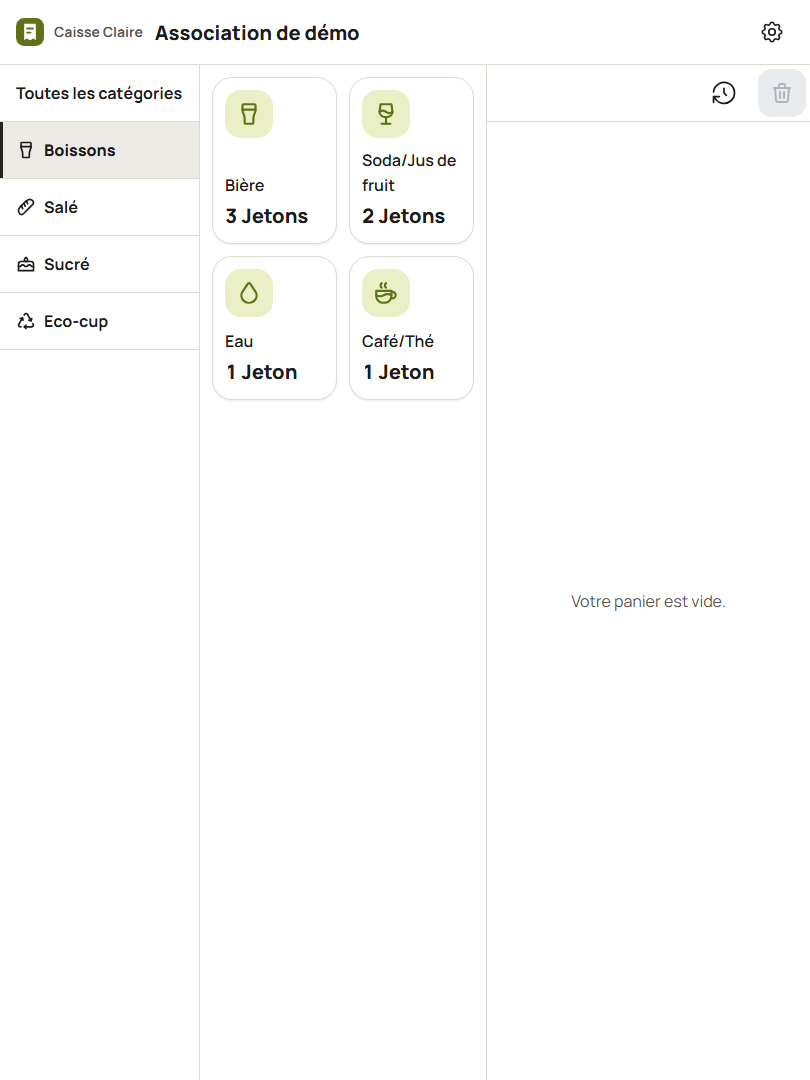 Caisse Claire
Association de démo
Toutes les catégories
Boissons
Salé
Sucré
Eco-cup
Bière
3 Jetons
Soda/Jus de
fruit
2 Jetons
Eau
1 Jeton
Café/Thé
1 Jeton
Votre panier est vide.